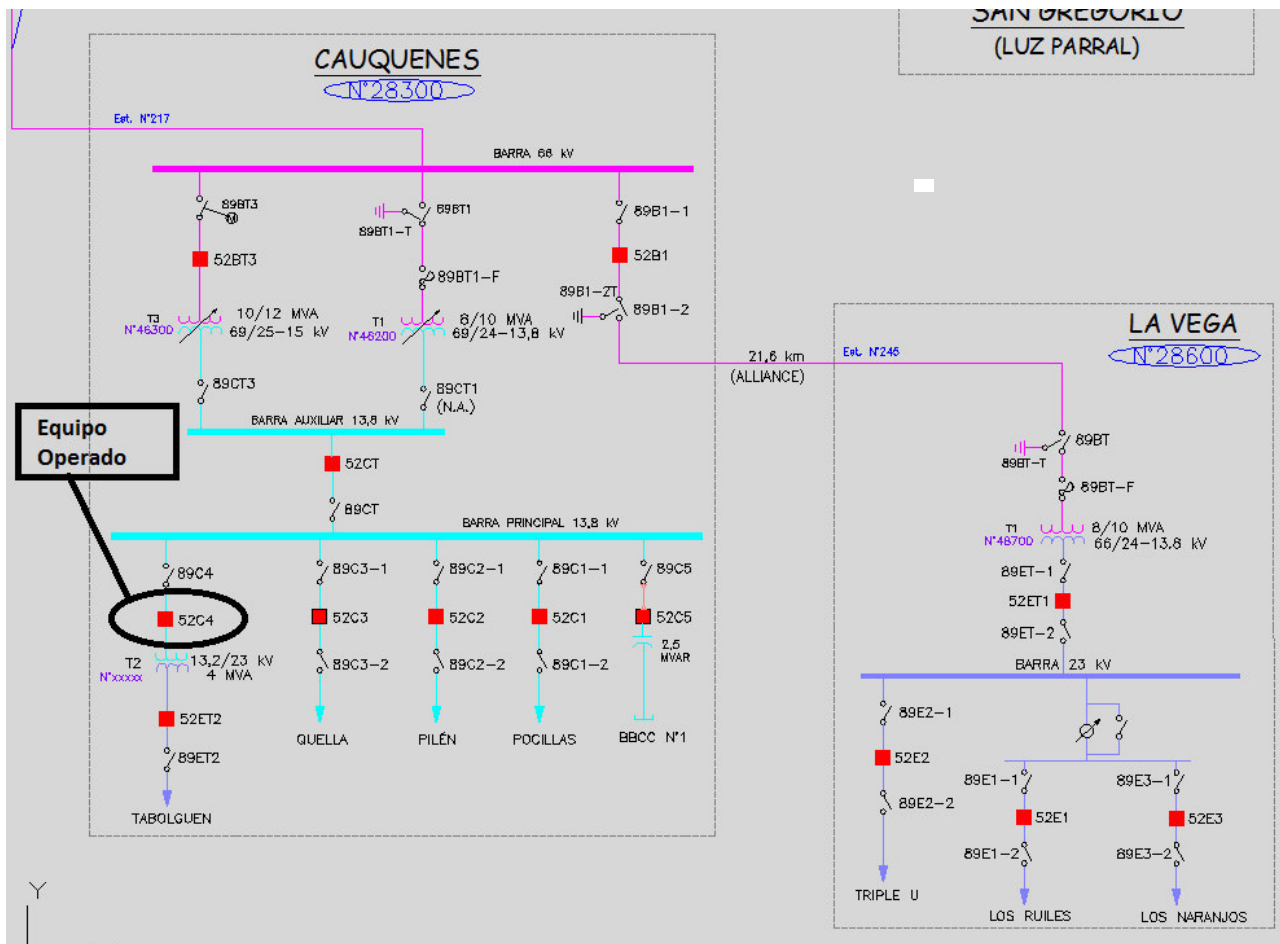 SAN GREGORIO
(LUZ PARRAL)
CAUQUENES
N°28300
Est. N°217
BARRA 66 kV
89BT3
M
52BT3
T3
N°46300
10/12 MVA
69/25-15 kV
89CT3
89BT1
89BT1-T
89BT1-F
T1
N°46200
8/10 MVA
69/24-13,8 kV
89CT1
(N.A.)
89B1-1
52B1
89B1-2T
89B1-2
21,6 km
(ALLIANCE)
BARRA AUXILIAR 13,8 kV
52CT
89CT
BARRA PRINCIPAL 13,8 kV
Equipo
Operado
89C4
52C4
T2
N°xxxxx
13,2/23 kV
4 MVA
52ET2
89ET2
TABOLGUEN
89C3-1
52C3
89C3-2
QUELLA
89C2-1
52C2
89C2-2
PILÉN
89C1-1
52C1
89C1-2
POCILLAS
89C5
52C5
2,5
MVAR
BBCC N°1
LA VEGA
N°28600
Est. N°245
89BT
89BT-T
89BT-F
T1
N°48700
8/10 MVA
66/24-13.8 kV
89ET-1
52ET1
89ET-2
BARRA 23 kV
89E2-1
52E2
89E2-2
TRIPLE U
89E1-1
52E1
89E1-2
LOS RUILES
89E3-1
52E3
89E3-2
LOS NARANJOS
Y